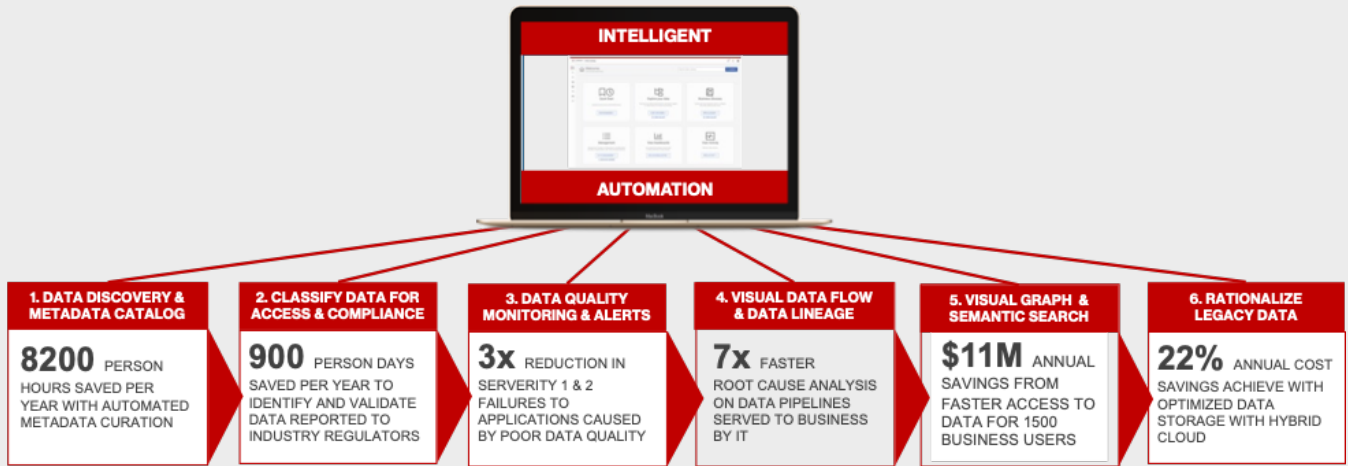 INTELLIGENT
AUTOMATION
MacBook
1. DATA DISCOVERY &
METADATA CATALOG
8200 PERSON
HOURS SAVED PER
YEAR WITH AUTOMATED
METADATA CURATION
2. CLASSIFY DATA FOR
ACCESS & COMPLIANCE
900 PERSON DAYS
SAVED PER YEAR TO
IDENTIFY AND VALIDATE
DATA REPORTED TO
INDUSTRY REGULATORS
3. DATA QUALITY
MONITORING & ALERTS
3x REDUCTION IN
SERVERITY 1 & 2
FAILURES TO
APPLICATIONS CAUSED
BY POOR DATA QUALITY
4. VISUAL DATA FLOW
& DATA LINEAGE
7x FASTER
ROOT CAUSE ANALYSIS
ON DATA PIPELINES
SERVED TO BUSINESS
BY IT
5. VISUAL GRAPH &
SEMANTIC SEARCH
$11M ANNUAL
SAVINGS FROM
FASTER ACCESS TO
DATA FOR 1500
BUSINESS USERS
6. RATIONALIZE
LEGACY DATA
22% ANNUAL COST
SAVINGS ACHIEVE WITH
OPTIMIZED DATA
STORAGE WITH HYBRID
CLOUD